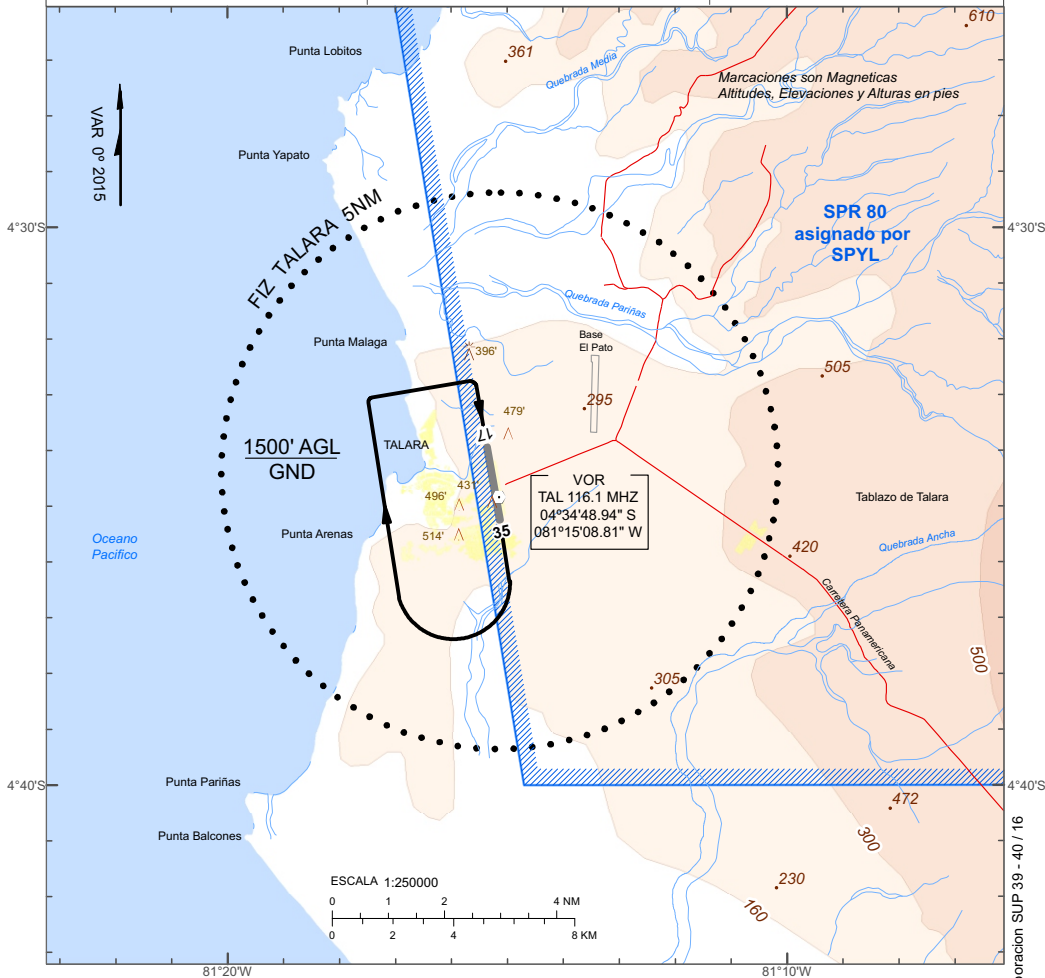 610
Punta Lobitos
361
Quebrada Media
Marcaciones son Magneticas
Altitudes, Elevaciones y Alturas en pies
VAR 0° 2015
Punta Yapato
FIZ TALARA 5NM
SPR 80
asignado por
SPYL
4°30'S
4°30'S
Quebrada Pariñas
Punta Malaga
Base
El Pato
396'
505
295
479'
17
1500' AGL
GND
TALARA
VOR
TAL 116.1 MHZ
04°34'48.94" S
081°15'08.81" W
431'
496'
Tablazo de Talara
514'
35
Punta Arenas
Oceano
Pacifico
Quebrada Ancha
420
Carretera Panamericana
500
305
Punta Pariñas
4°40'S
4°40'S
472
Punta Balcones
300
230
160
ESCALA 1:250000
0 1 2 4 NM
0 2 4 8 KM
81°20'W
81°10'W
SUP 39 - 40 / 16